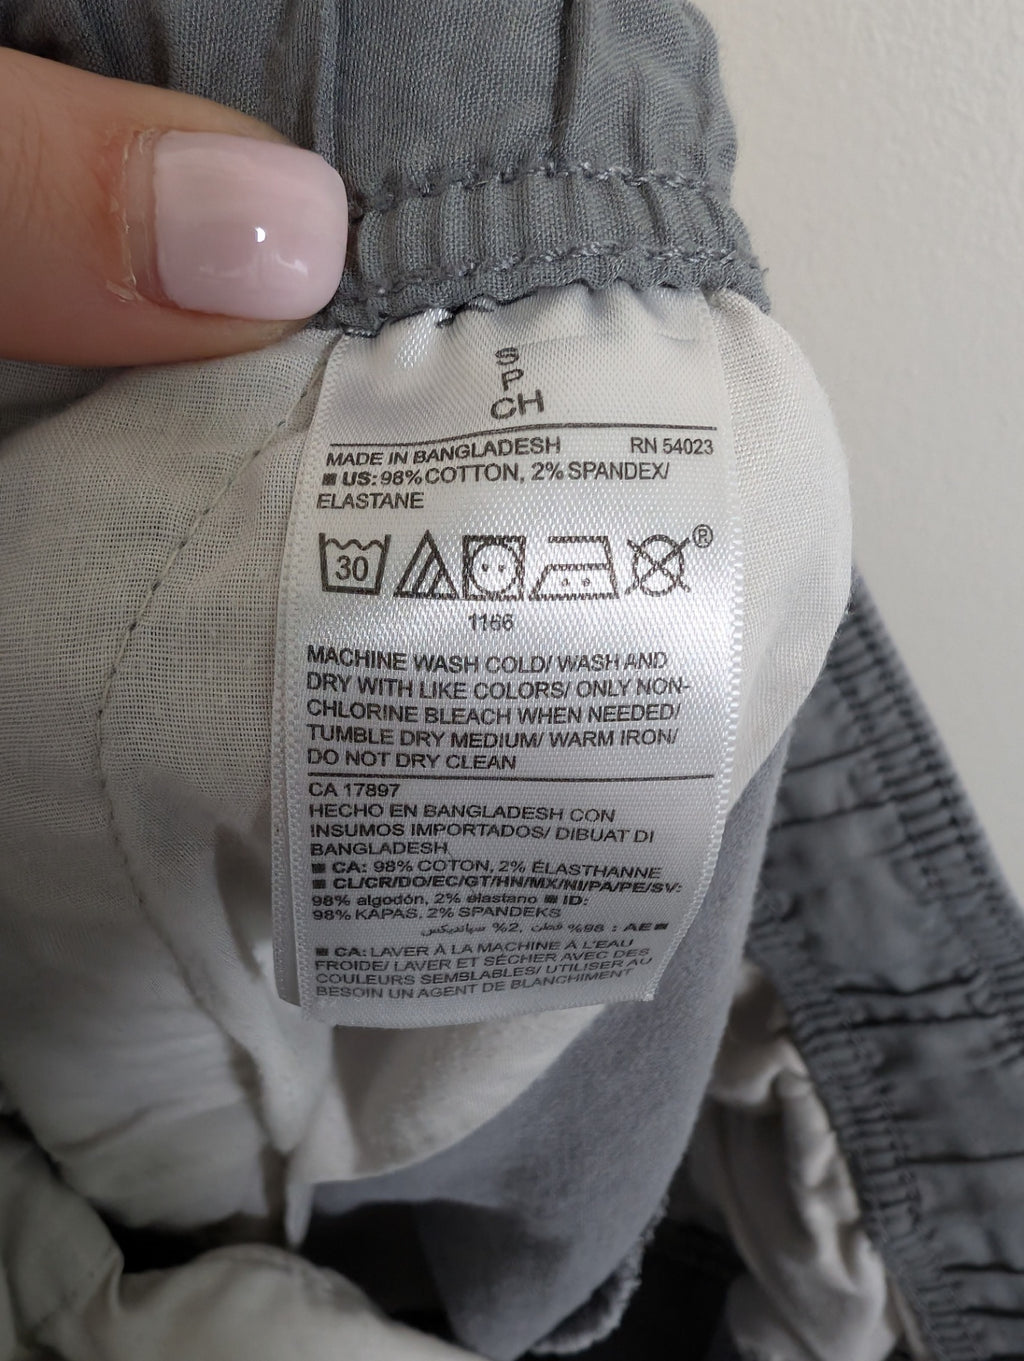 S
P
CH
MADE IN BANGLADESH RN 54023
US: 98% COTTON, 2% SPANDEX/
ELASTANE
30 ®
1166
MACHINE WASH COLD/ WASH AND
DRY WITH LIKE COLORS/ ONLY NON-
CHLORINE BLEACH WHEN NEEDED/
TUMBLE DRY MEDIUM/ WARM IRON/
DO NOT DRY CLEAN
CA 17897
HECHO EN BANGLADESH CON
INSUMOS IMPORTADOS/ DIBUAT DI
BANGLADESH
CA: 98% COTON, 2% ÉLASTHANNE
CL/CR/DO/EC/GT/HN/MX/NI/PA/PE/SV:
98% algodón, 2% elastano ID:
98% KAPAS, 2% SPANDEKS
AE : %98 قطن، %2 سباندیکس
CA: LAVER À LA MACHINE À L'EAU
FROIDE/ LAVER ET SÉCHER AVEC DES
COULEURS SEMBLABLES/ UTILISER AU
BESOIN UN AGENT DE BLANCHIMENT